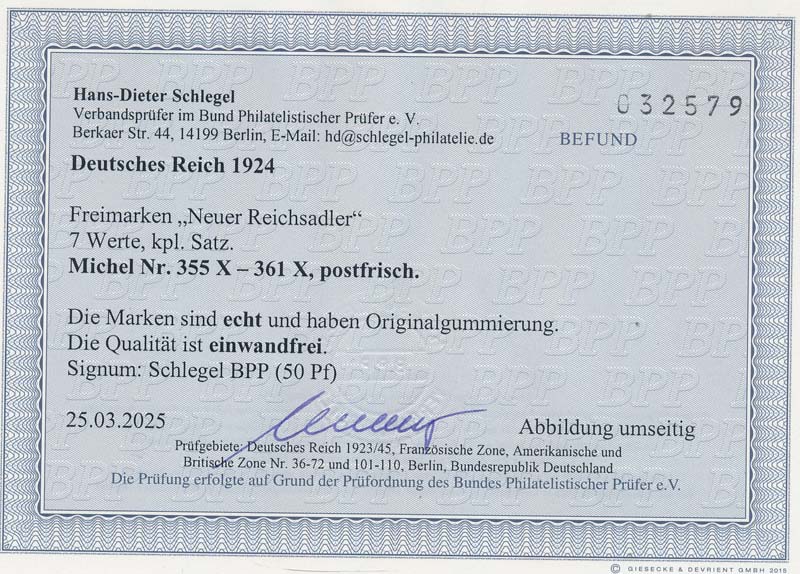 Hans-Dieter Schlegel
Verbandsprüfer im Bund Philatelistischer Prüfer e. V.
Berkaer Str. 44, 14199 Berlin, E-Mail: hd@schlegel-philatelie.de
032579
BEFUND
Deutsches Reich 1924
Freimarken „Neuer Reichsadler“
7 Werte, kpl. Satz.
Michel Nr. 355 X – 361 X, postfrisch.
Die Marken sind echt und haben Originalgummierung.
Die Qualität ist einwandfrei.
Signum: Schlegel BPP (50 Pf)
25.03.2025
Abbildung umseitig
Prüfgebiete: Deutsches Reich 1923/45, Französische Zone, Amerikanische und
Britische Zone Nr. 36-72 und 101-110, Berlin, Bundesrepublik Deutschland
Die Prüfung erfolgte auf Grund der Prüfordnung des Bundes Philatelistischer Prüfer e.V.
© GIESECKE & DEVRIENT GMBH 2015